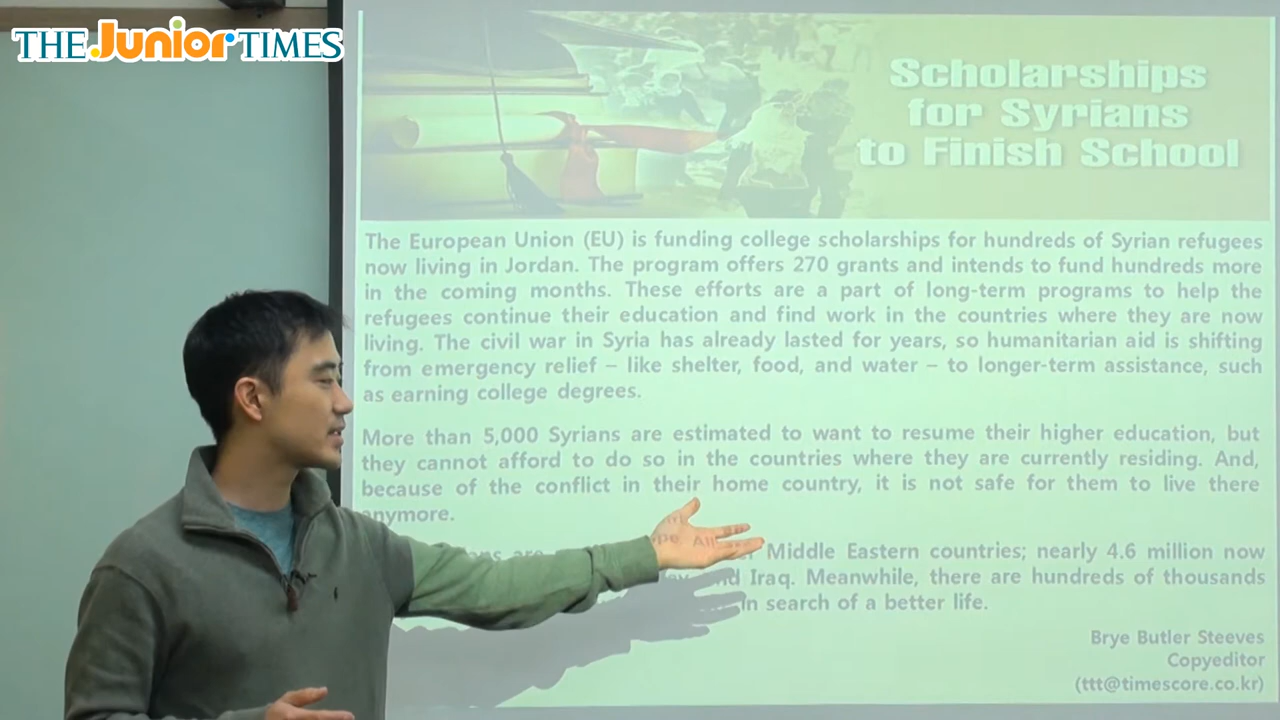 THE Junior TIMES
Scholarships
for Syrians
to Finish School
The European Union (EU) is funding college scholarships for hundreds of Syrian refugees
now living in Jordan. The program offers 270 grants and intends to fund hundreds more
in the coming months. These efforts are a part of long-term programs to help the
refugees continue their education and find work in the countries where they are now
living. The civil war in Syria has already lasted for years, so humanitarian aid is shifting
from emergency relief – like shelter, food, and water – to longer-term assistance, such
as earning college degrees.
More than 5,000 Syrians are estimated to want to resume their higher education, but
they cannot afford to do so in the countries where they are currently residing. And,
because of the conflict in their home country, it is not safe for them to live there
anymore.
are Middle Eastern countries; nearly 4.6 million now
Iraq. Meanwhile, there are hundreds of thousands
in search of a better life.
Brye Butler Steeves
Copyeditor
(ttt@timescore.co.kr)